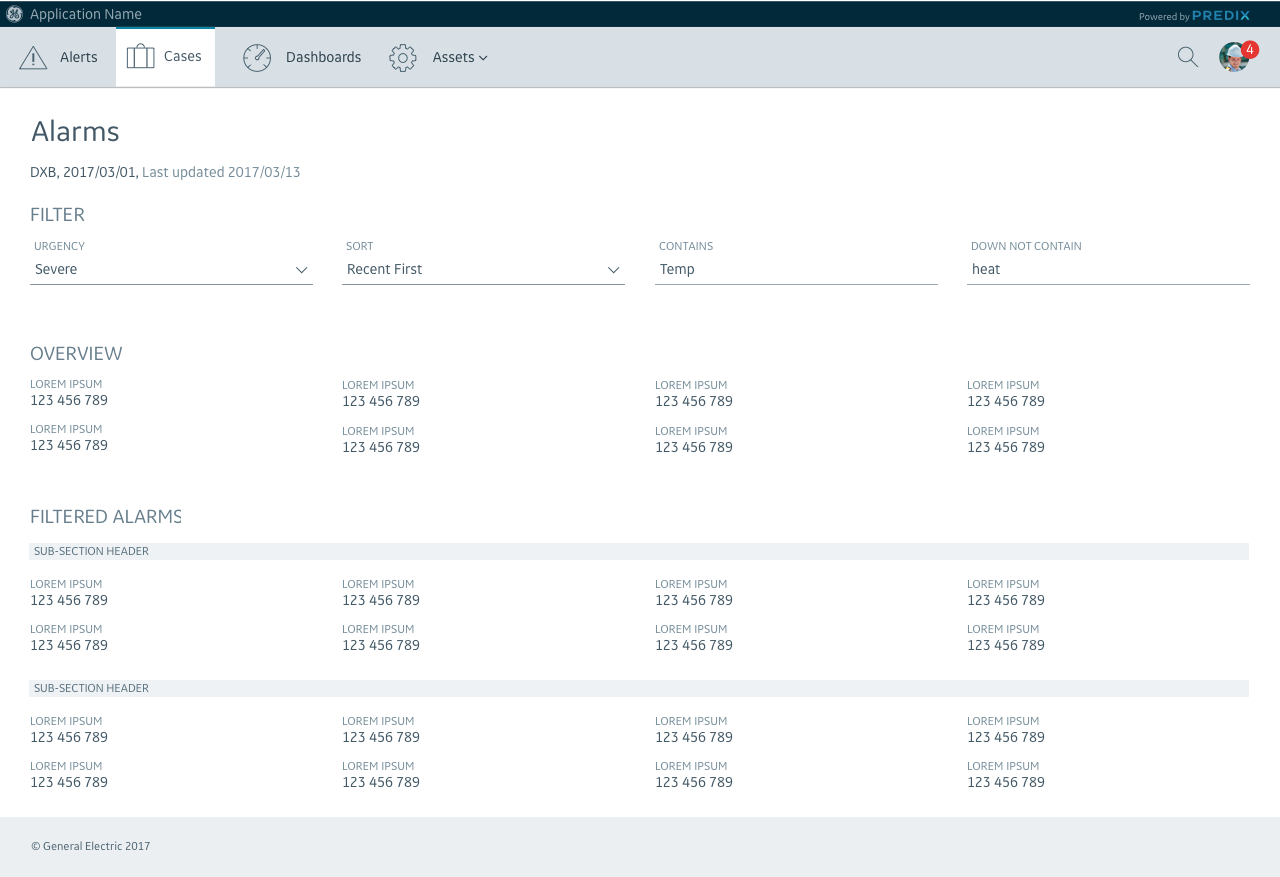 Application Name
Powered by PREDIX
Alerts Cases Dashboards Assets 4
Alarms
DXB, 2017/03/01, Last updated 2017/03/13
FILTER
URGENCY SORT CONTAINS DOWN NOT CONTAIN
Severe Recent First Temp heat
OVERVIEW
LOREM IPSUM LOREM IPSUM LOREM IPSUM LOREM IPSUM
123 456 789 123 456 789 123 456 789 123 456 789
LOREM IPSUM LOREM IPSUM LOREM IPSUM LOREM IPSUM
123 456 789 123 456 789 123 456 789 123 456 789
FILTERED ALARMS
SUB-SECTION HEADER
LOREM IPSUM LOREM IPSUM LOREM IPSUM LOREM IPSUM
123 456 789 123 456 789 123 456 789 123 456 789
LOREM IPSUM LOREM IPSUM LOREM IPSUM LOREM IPSUM
123 456 789 123 456 789 123 456 789 123 456 789
SUB-SECTION HEADER
LOREM IPSUM LOREM IPSUM LOREM IPSUM LOREM IPSUM
123 456 789 123 456 789 123 456 789 123 456 789
LOREM IPSUM LOREM IPSUM LOREM IPSUM LOREM IPSUM
123 456 789 123 456 789 123 456 789 123 456 789
© General Electric 2017